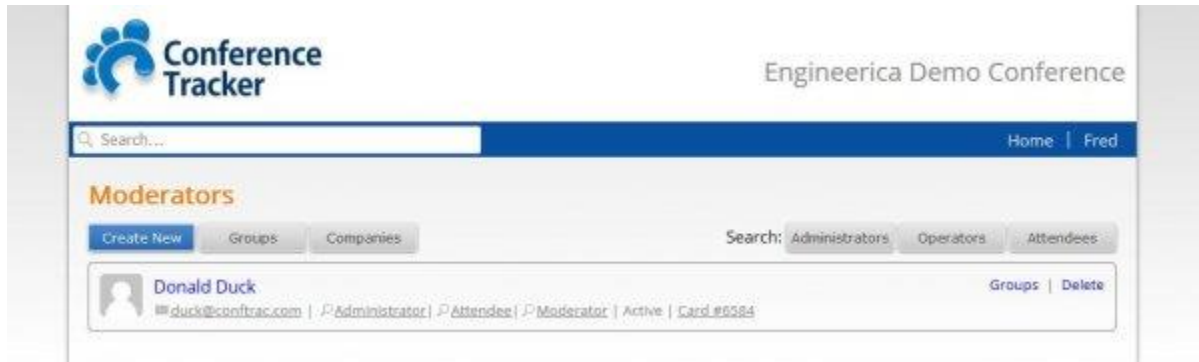 Conference
Tracker
Engineerica Demo Conference
Search...
Home | Fred
Moderators
Create New Groups Companies Search: Administrators Operators Attendees
Donald Duck Groups | Delete
duck@conftrac.com | Administrator | Attendee | Moderator | Active | Card #6584